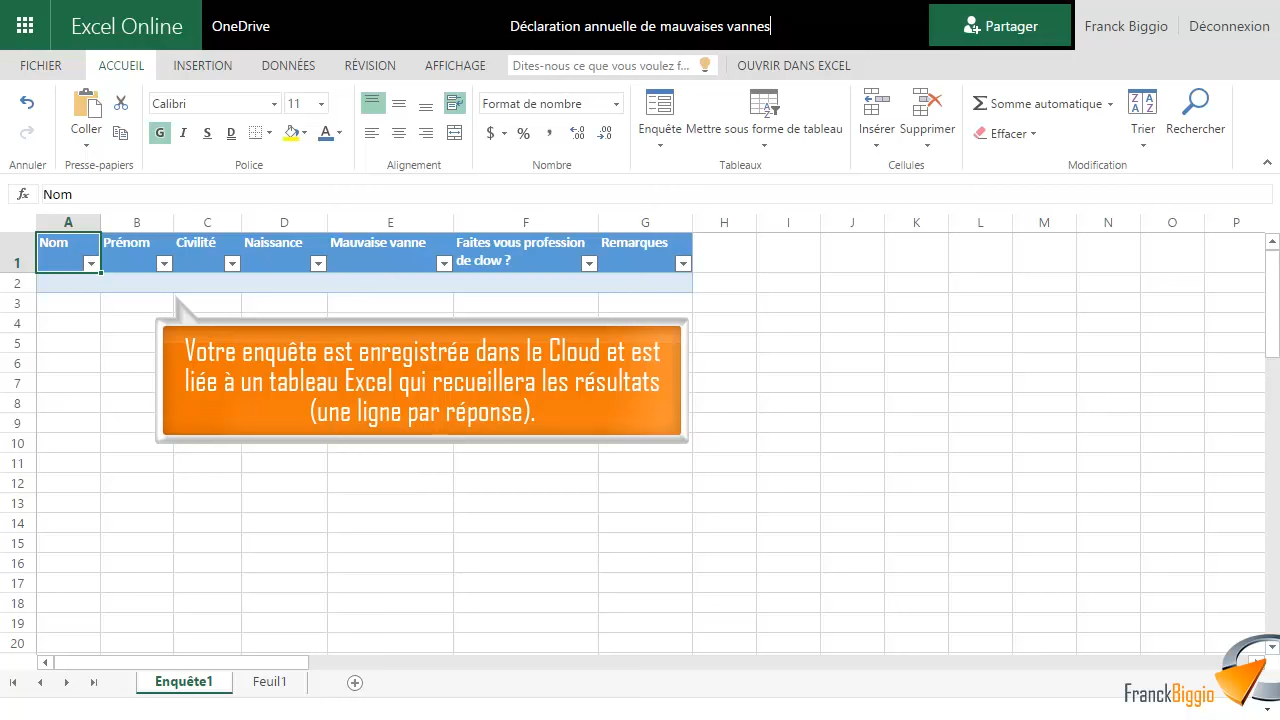 Excel Online
OneDrive
Déclaration annuelle de mauvaises vannes
Partager
Franck Biggio
Déconnexion
FICHIER
ACCUEIL
INSERTION
DONNÉES
RÉVISION
AFFICHAGE
Dites-nous ce que vous voulez f...
OUVRIR DANS EXCEL
Annuler
Coller
Presse-papiers
Calibri
11
G I S D
A
Police
Alignement
Format de nombre
$ % ,
Nombre
Enquête
Mettre sous forme de tableau
Tableaux
Insérer
Supprimer
Cellules
Somme automatique
Effacer
Trier
Rechercher
Modification
fx Nom
A B C D E F G H I J K L M N O P
1
Nom
Prénom
Civilité
Naissance
Mauvaise vanne
Faites vous profession
de clow ?
Remarques
2
3
4
5
6
7
8
9
10
11
12
13
14
15
16
17
18
19
20
Votre enquête est enregistrée dans le Cloud et est
liée à un tableau Excel qui recueillera les résultats
(une ligne par réponse).
Enquête1
Feuil1
FranckBiggio